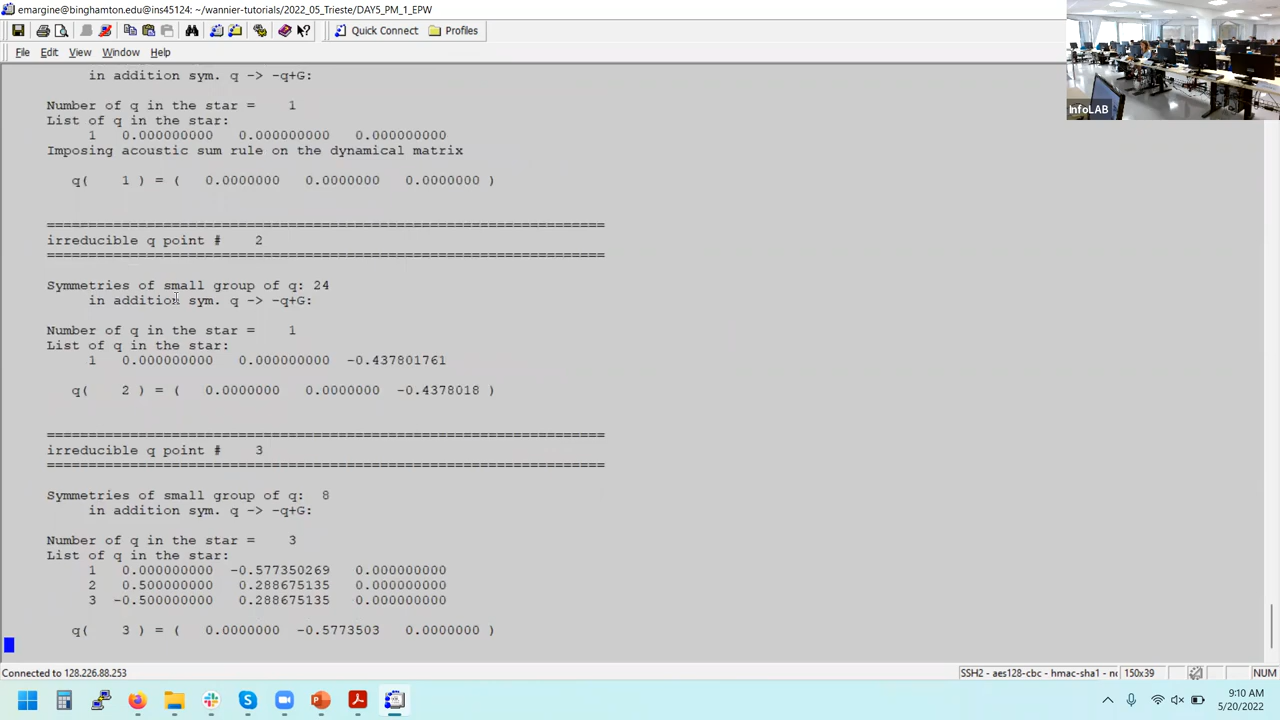 emargine@binghamton.edu@ins45124: ~/wannier-tutorials/2022_05_Trieste/DAY5_PM_1_EPW
Quick Connect Profiles
File Edit View Window Help
InfoLAB
in addition sym. q -> -q+G:
Number of q in the star = 1
List of q in the star:
1 0.000000000 0.000000000 0.000000000
Imposing acoustic sum rule on the dynamical matrix
q( 1 ) = ( 0.0000000 0.0000000 0.0000000 )
===================================================================
irreducible q point # 2
===================================================================
Symmetries of small group of q: 24
in addition sym. q -> -q+G:
Number of q in the star = 1
List of q in the star:
1 0.000000000 0.000000000 -0.437801761
q( 2 ) = ( 0.0000000 0.0000000 -0.4378018 )
===================================================================
irreducible q point # 3
===================================================================
Symmetries of small group of q: 8
in addition sym. q -> -q+G:
Number of q in the star = 3
List of q in the star:
1 0.000000000 -0.577350269 0.000000000
2 0.500000000 0.288675135 0.000000000
3 -0.500000000 0.288675135 0.000000000
q( 3 ) = ( 0.0000000 -0.5773503 0.0000000 )
Connected to 128.226.88.253
SSH2 - aes128-cbc - hmac-sha1 - nc 150x39 NUM
9:10 AM
5/20/2022